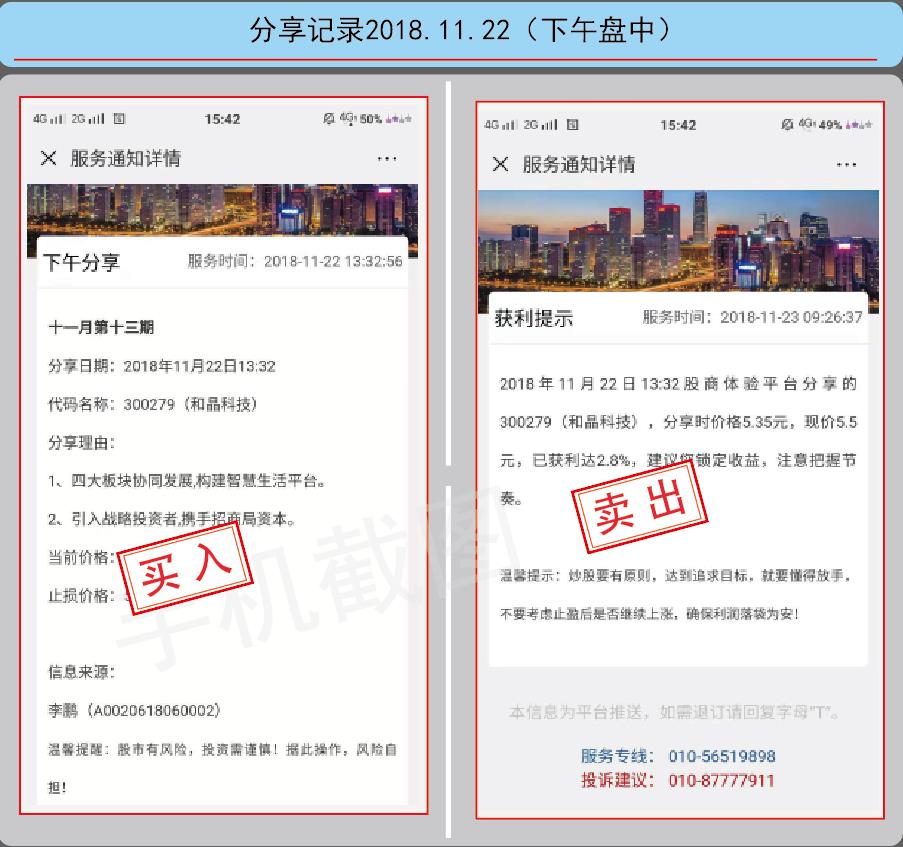 分享记录2018.11.22（下午盘中）
4G 2G 15:42 4G 50%
服务通知详情
下午分享 服务时间：2018-11-22 13:32:56
十一月第十三期
分享日期：2018年11月22日13:32
代码名称：300279（和晶科技）
分享理由：
1、四大板块协同发展,构建智慧生活平台。
2、引入战略投资者,携手招商局资本。
当前价格：
止损价格：
买入
信息来源：
李鹏（A0020618060002）
温馨提醒：股市有风险，投资需谨慎！据此操作，风险自
担！
4G 2G 15:42 4G 49%
服务通知详情
获利提示 服务时间：2018-11-23 09:26:37
2018年11月22日13:32股商体验平台分享的
300279（和晶科技），分享时价格5.35元，现价5.5
元，已获利达2.8%，建议您锁定收益，注意把握节
奏。
卖出
温馨提示：炒股要有原则，达到追求目标，就要懂得放手，
不要考虑止盈后是否继续上涨，确保利润落袋为安！
本信息为平台推送，如需退订请回复字母“T”。
服务专线： 010-56519898
投诉建议： 010-87777911
手机截图